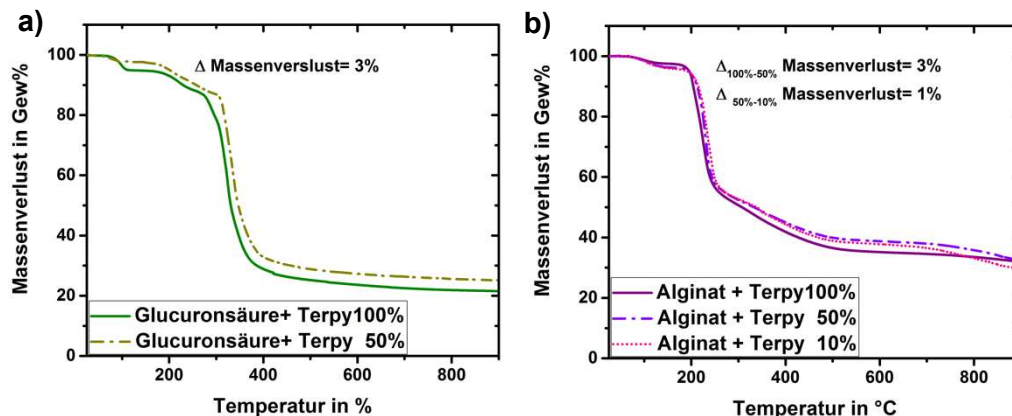 a)
Massenverlust in Gew%
100
80
60
40
20
0
Δ Massenverslust= 3%
Glucuronsäure+ Terpy100%
Glucuronsäure+ Terpy 50%
200 400 600 800
Temperatur in %
b)
Massenverlust in Gew%
100
80
60
40
20
0
Δ100%-50% Massenverlust= 3%
Δ 50%-10% Massenverlust= 1%
Alginat + Terpy100%
Alginat + Terpy 50%
Alginat + Terpy 10%
200 400 600 800
Temperatur in °C